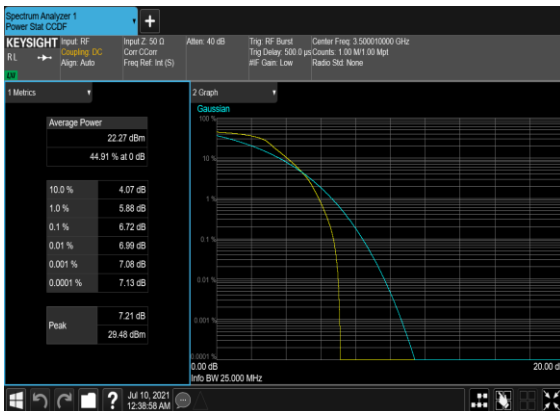 Spectrum Analyzer 1
Power Stat CCDF
+
KEYSIGHT
RL
LV
Input: RF
Coupling: DC
Align: Auto
Input Z: 50 Ω
Corr CCorr
Freq Ref: Int (S)
Atten: 40 dB
Trig: RF Burst
Trig Delay: 500.0 µs
#IF Gain: Low
Center Freq: 3.500010000 GHz
Counts: 1.00 M/1.00 Mpt
Radio Std: None
1 Metrics
Average Power
22.27 dBm
44.91 % at 0 dB
10.0 % 4.07 dB
1.0 % 5.88 dB
0.1 % 6.72 dB
0.01 % 6.99 dB
0.001 % 7.08 dB
0.0001 % 7.13 dB
Peak
7.21 dB
29.48 dBm
2 Graph
Gaussian
100 %
10 %
1 %
0.1 %
0.01 %
0.001 %
0.0001 %
0.00 dB
20.00 d
Info BW 25.000 MHz
?
Jul 10, 2021
12:38:58 AM